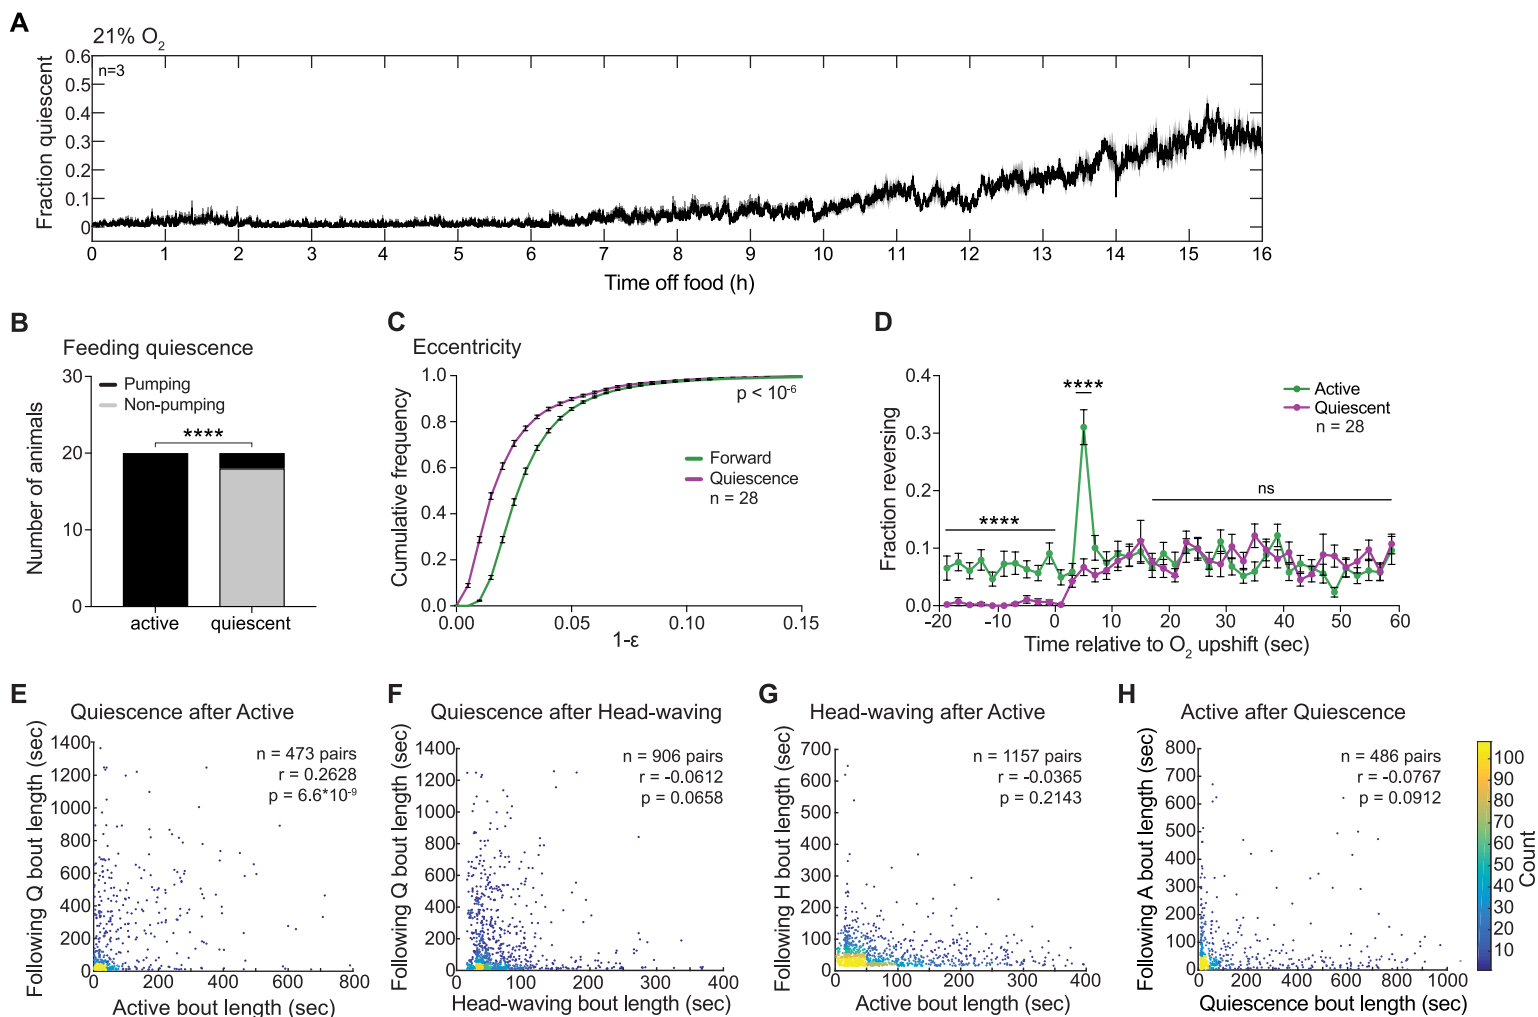 A
21% O2
n=3
Fraction quiescent
0.6
0.5
0.4
0.3
0.2
0.1
0
0 1 2 3 4 5 6 7 8 9 10 11 12 13 14 15 16
Time off food (h)
B
Feeding quiescence
Pumping
Non-pumping
****
Number of animals
30
20
10
0
active quiescent
C
Eccentricity
Cumulative frequency
1.0
0.8
0.6
0.4
0.2
0.0
p < 10-6
Forward
Quiescence
n = 28
0.00 0.05 0.10 0.15
1-ε
D
Fraction reversing
0.4
0.3
0.2
0.1
0.0
****
****
ns
Active
Quiescent
n = 28
-20 -10 0 10 20 30 40 50 60
Time relative to O2 upshift (sec)
E
Quiescence after Active
n = 473 pairs
r = 0.2628
p = 6.6*10-9
Following Q bout length (sec)
1400
1200
1000
800
600
400
200
0
0 200 400 600 800
Active bout length (sec)
F
Quiescence after Head-waving
n = 906 pairs
r = -0.0612
p = 0.0658
Following Q bout length (sec)
1400
1200
1000
800
600
400
200
0
0 100 200 300 400
Head-waving bout length (sec)
G
Head-waving after Active
n = 1157 pairs
r = -0.0365
p = 0.2143
Following H bout length (sec)
700
600
500
400
300
200
100
0
0 100 200 300 400
Active bout length (sec)
H
Active after Quiescence
n = 486 pairs
r = -0.0767
p = 0.0912
Following A bout length (sec)
800
700
600
500
400
300
200
100
0
0 200 400 600 800 1000
Quiescence bout length (sec)
100
90
80
70
60
50
40
30
20
10
Count